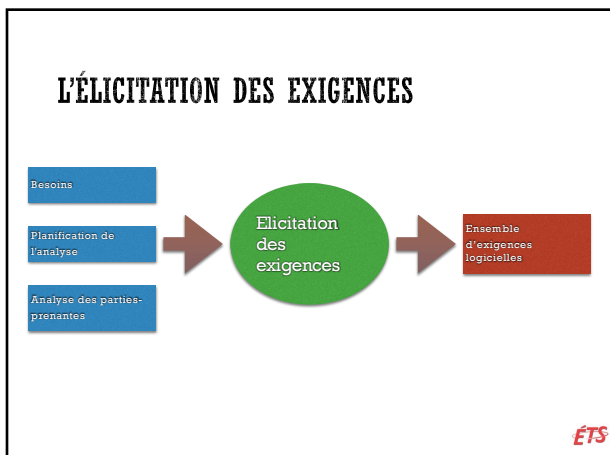 L'ÉLICITATION DES EXIGENCES
Besoins
Planification de
l'analyse
Analyse des parties-
prenantes
Elicitation
des
exigences
Ensemble
d'exigences
logicielles
ÉTS